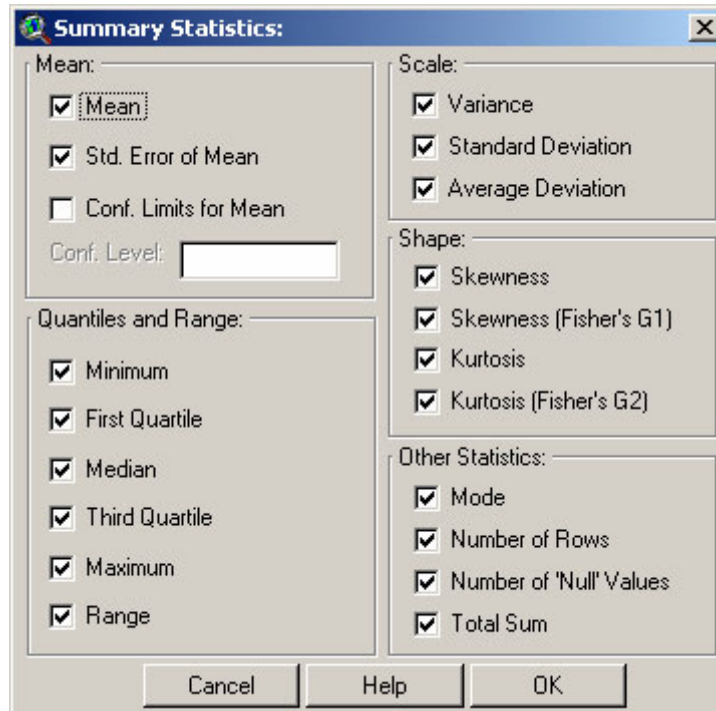 Summary Statistics:
Mean:
Mean
Std. Error of Mean
Conf. Limits for Mean
Conf. Level:
Quantiles and Range:
Minimum
First Quartile
Median
Third Quartile
Maximum
Range
Scale:
Variance
Standard Deviation
Average Deviation
Shape:
Skewness
Skewness (Fisher's G1)
Kurtosis
Kurtosis (Fisher's G2)
Other Statistics:
Mode
Number of Rows
Number of 'Null' Values
Total Sum
Cancel
Help
OK